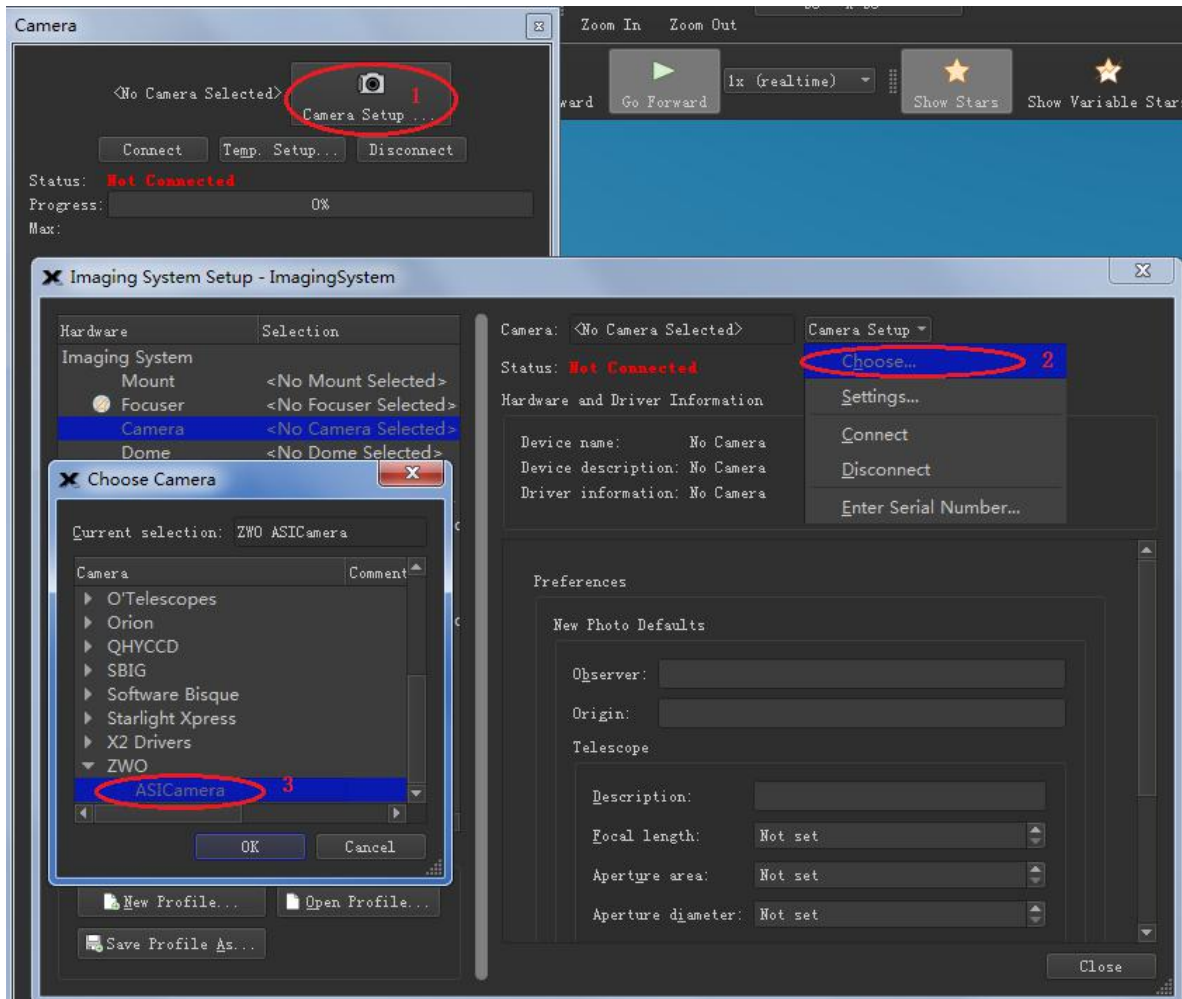 Camera
Zoom In Zoom Out
<No Camera Selected>
1
Camera Setup ...
ward Go Forward 1x (realtime) Show Stars Show Variable Star
Connect Temp. Setup... Disconnect
Status: Not Connected
Progress: 0%
Max:
Imaging System Setup - ImagingSystem
Hardware Selection
Imaging System
Mount <No Mount Selected>
Focuser <No Focuser Selected>
Camera <No Camera Selected>
Dome <No Dome Selected>
Choose Camera
Current selection: ZWO ASICamera
Camera Comment
O'Telescopes
Orion
QHYCCD
SBIG
Software Bisque
Starlight Xpress
X2 Drivers
ZWO
ASICamera 3
OK Cancel
New Profile... Open Profile...
Save Profile As...
Camera: <No Camera Selected> Camera Setup
Choose... 2
Settings...
Connect
Disconnect
Enter Serial Number...
Status: Not Connected
Hardware and Driver Information
Device name: No Camera
Device description: No Camera
Driver information: No Camera
Preferences
New Photo Defaults
Observer:
Origin:
Telescope
Description:
Focal length: Not set
Aperture area: Not set
Aperture diameter: Not set
Close